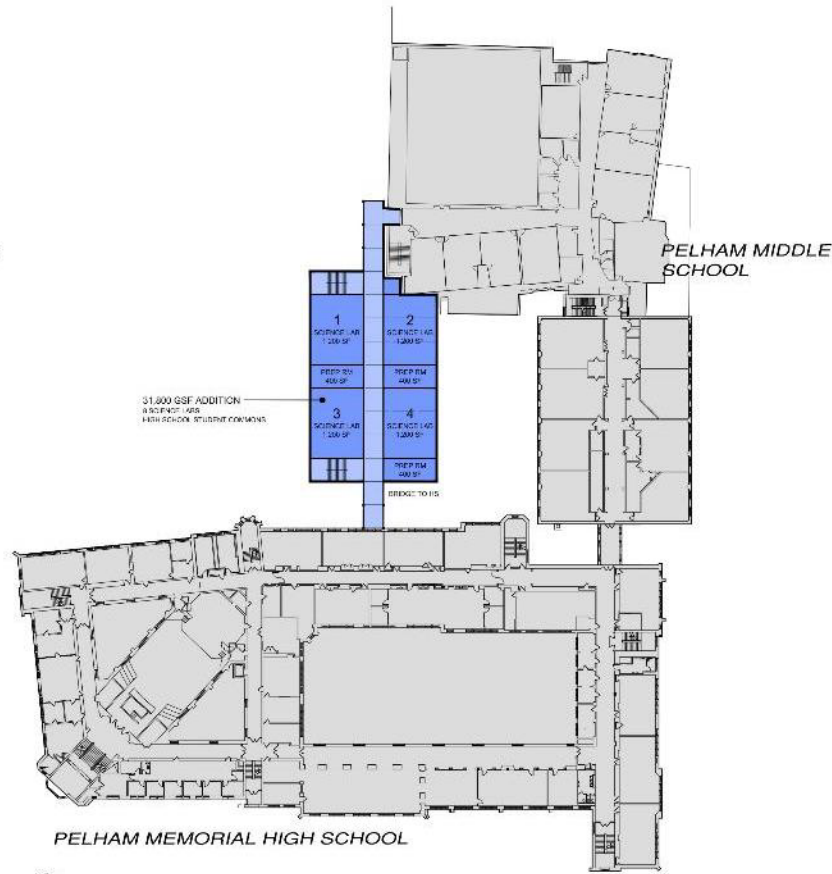 PELHAM MIDDLE
SCHOOL
1
SCIENCE LAB
1,200 SF
2
SCIENCE LAB
1,200 SF
PREP RM
400 SF
PREP RM
400 SF
31,800 GSF ADDITION
8 SCIENCE LABS
HIGH SCHOOL STUDENT COMMONS
3
SCIENCE LAB
1,200 SF
4
SCIENCE LAB
1,200 SF
PREP RM
400 SF
BRIDGE TO HS
PELHAM MEMORIAL HIGH SCHOOL